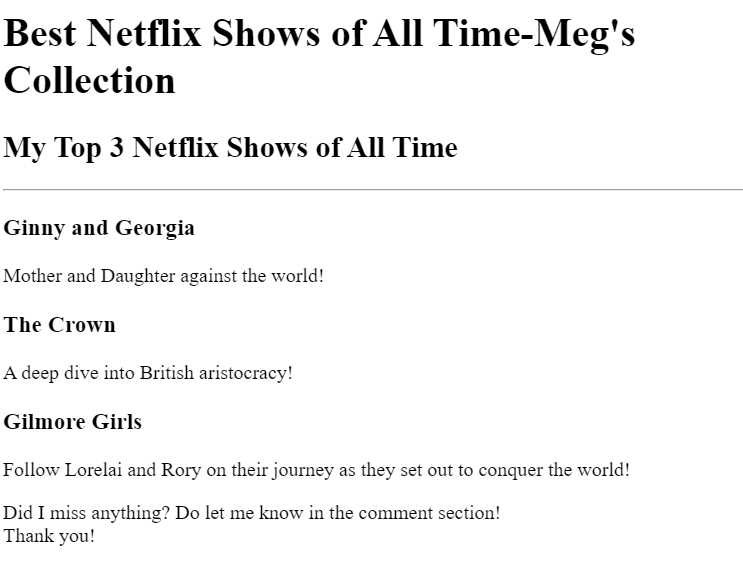 Best Netflix Shows of All Time-Meg's
Collection
My Top 3 Netflix Shows of All Time
Ginny and Georgia
Mother and Daughter against the world!
The Crown
A deep dive into British aristocracy!
Gilmore Girls
Follow Lorelai and Rory on their journey as they set out to conquer the world!
Did I miss anything? Do let me know in the comment section!
Thank you!